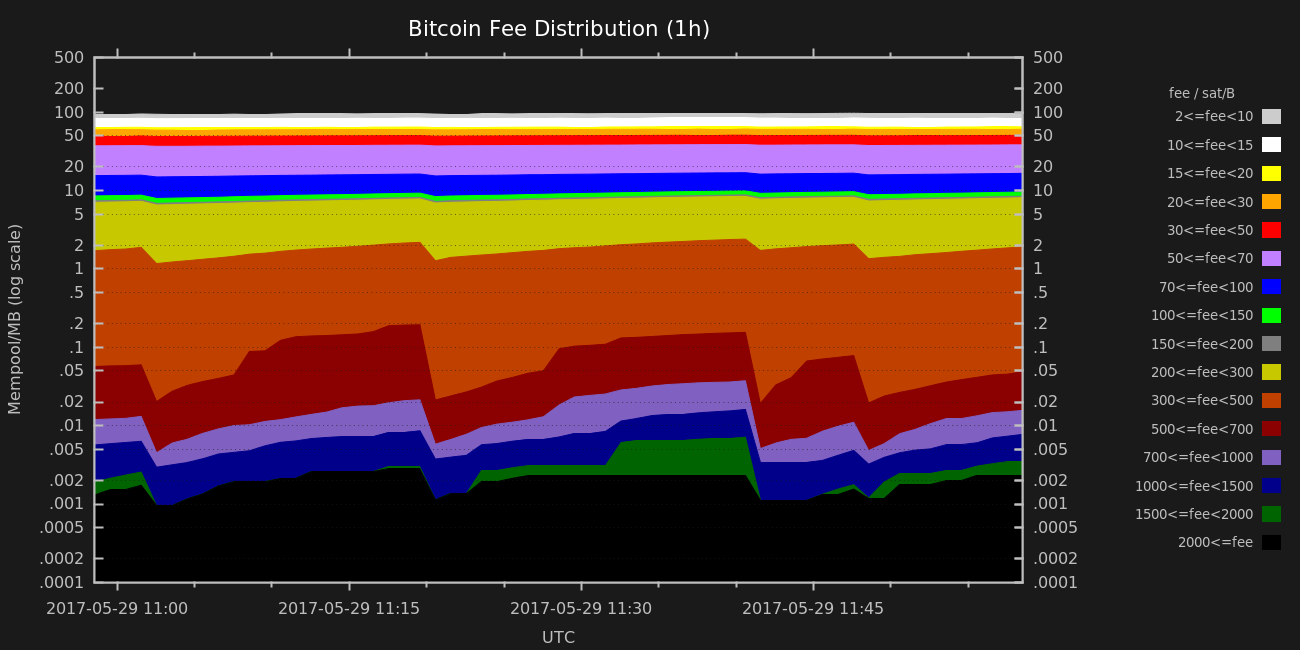 Bitcoin Fee Distribution (1h)
Mempool/MB (log scale)
500
200
100
50
20
10
5
2
1
.5
.2
.1
.05
.02
.01
.005
.002
.001
.0005
.0002
.0001
500
200
100
50
20
10
5
2
1
.5
.2
.1
.05
.02
.01
.005
.002
.001
.0005
.0002
.0001
2017-05-29 11:00 2017-05-29 11:15 2017-05-29 11:30 2017-05-29 11:45
UTC
fee / sat/B
2<=fee<10
10<=fee<15
15<=fee<20
20<=fee<30
30<=fee<50
50<=fee<70
70<=fee<100
100<=fee<150
150<=fee<200
200<=fee<300
300<=fee<500
500<=fee<700
700<=fee<1000
1000<=fee<1500
1500<=fee<2000
2000<=fee